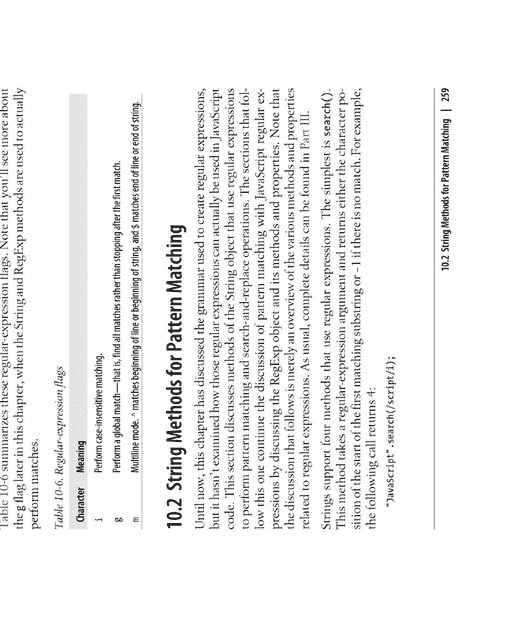 Table 10-6 summarizes these regular-expression flags. Note that you'll see more about
the g flag later in this chapter, when the String and RegExp methods are used to actually
perform matches.
Table 10-6. Regular-expression flags
Character Meaning
i Perform case-insensitive matching.
g Perform a global match—that is, find all matches rather than stopping after the first match.
m Multiline mode. ^ matches beginning of line or beginning of string, and $ matches end of line or end of string.
10.2 String Methods for Pattern Matching
Until now, this chapter has discussed the grammar used to create regular expressions,
but it hasn't examined how those regular expressions can actually be used in JavaScript
code. This section discusses methods of the String object that use regular expressions
to perform pattern matching and search-and-replace operations. The sections that fol-
low this one continue the discussion of pattern matching with JavaScript regular ex-
pressions by discussing the RegExp object and its methods and properties. Note that
the discussion that follows is merely an overview of the various methods and properties
related to regular expressions. As usual, complete details can be found in Part III.
Strings support four methods that use regular expressions. The simplest is search().
This method takes a regular-expression argument and returns either the character po-
sition of the start of the first matching substring or −1 if there is no match. For example,
the following call returns 4:
"JavaScript".search(/script/i);
10.2 String Methods for Pattern Matching | 259